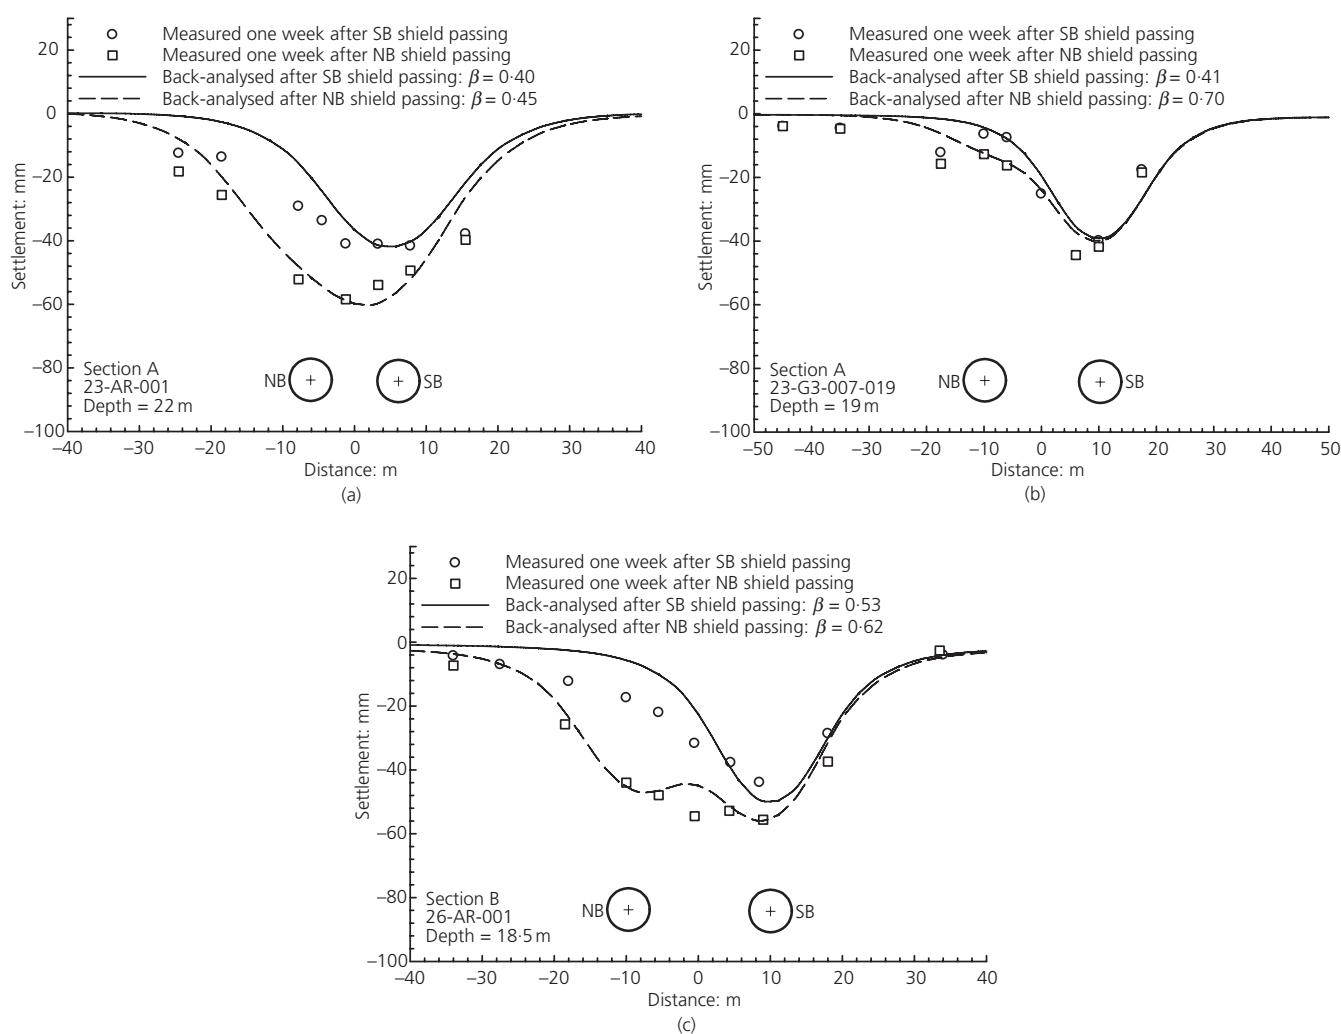 20
0
−20
−40
−60
−80
−100
Settlement: mm
Measured one week after SB shield passing
Measured one week after NB shield passing
Back-analysed after SB shield passing: β = 0·40
Back-analysed after NB shield passing: β = 0·45
Section A
23-AR-001
Depth = 22 m
NB
SB
−40 −30 −20 −10 0 10 20 30 40
Distance: m
(a)
20
0
−20
−40
−60
−80
−100
Settlement: mm
Measured one week after SB shield passing
Measured one week after NB shield passing
Back-analysed after SB shield passing: β = 0·41
Back-analysed after NB shield passing: β = 0·70
Section A
23-G3-007-019
Depth = 19 m
NB
SB
−50 −40 −30 −20 −10 0 10 20 30 40 50
Distance: m
(b)
20
0
−20
−40
−60
−80
−100
Settlement: mm
Measured one week after SB shield passing
Measured one week after NB shield passing
Back-analysed after SB shield passing: β = 0·53
Back-analysed after NB shield passing: β = 0·62
Section B
26-AR-001
Depth = 18·5 m
NB
SB
−40 −30 −20 −10 0 10 20 30 40
Distance: m
(c)